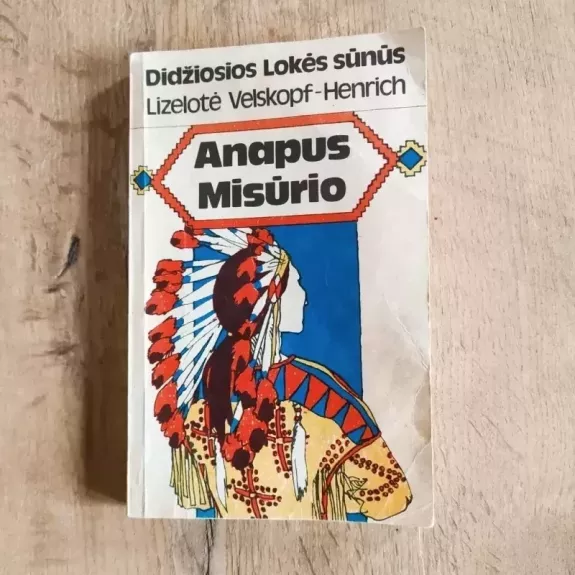 Didžiosios Lokės sūnūs
Lizelotė Velskopf-Henrich
Anapus
Misūrio